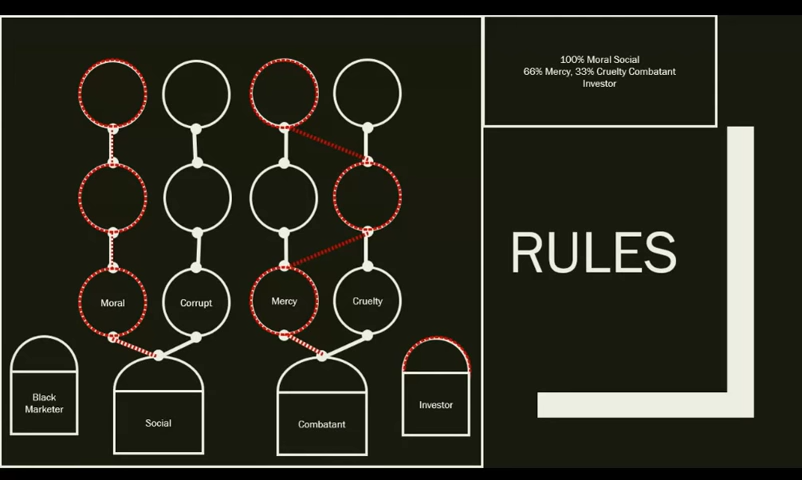 100% Moral Social
66% Mercy, 33% Cruelty Combatant
Investor
RULES
Moral
Corrupt
Mercy
Cruelty
Black
Marketer
Social
Combatant
Investor